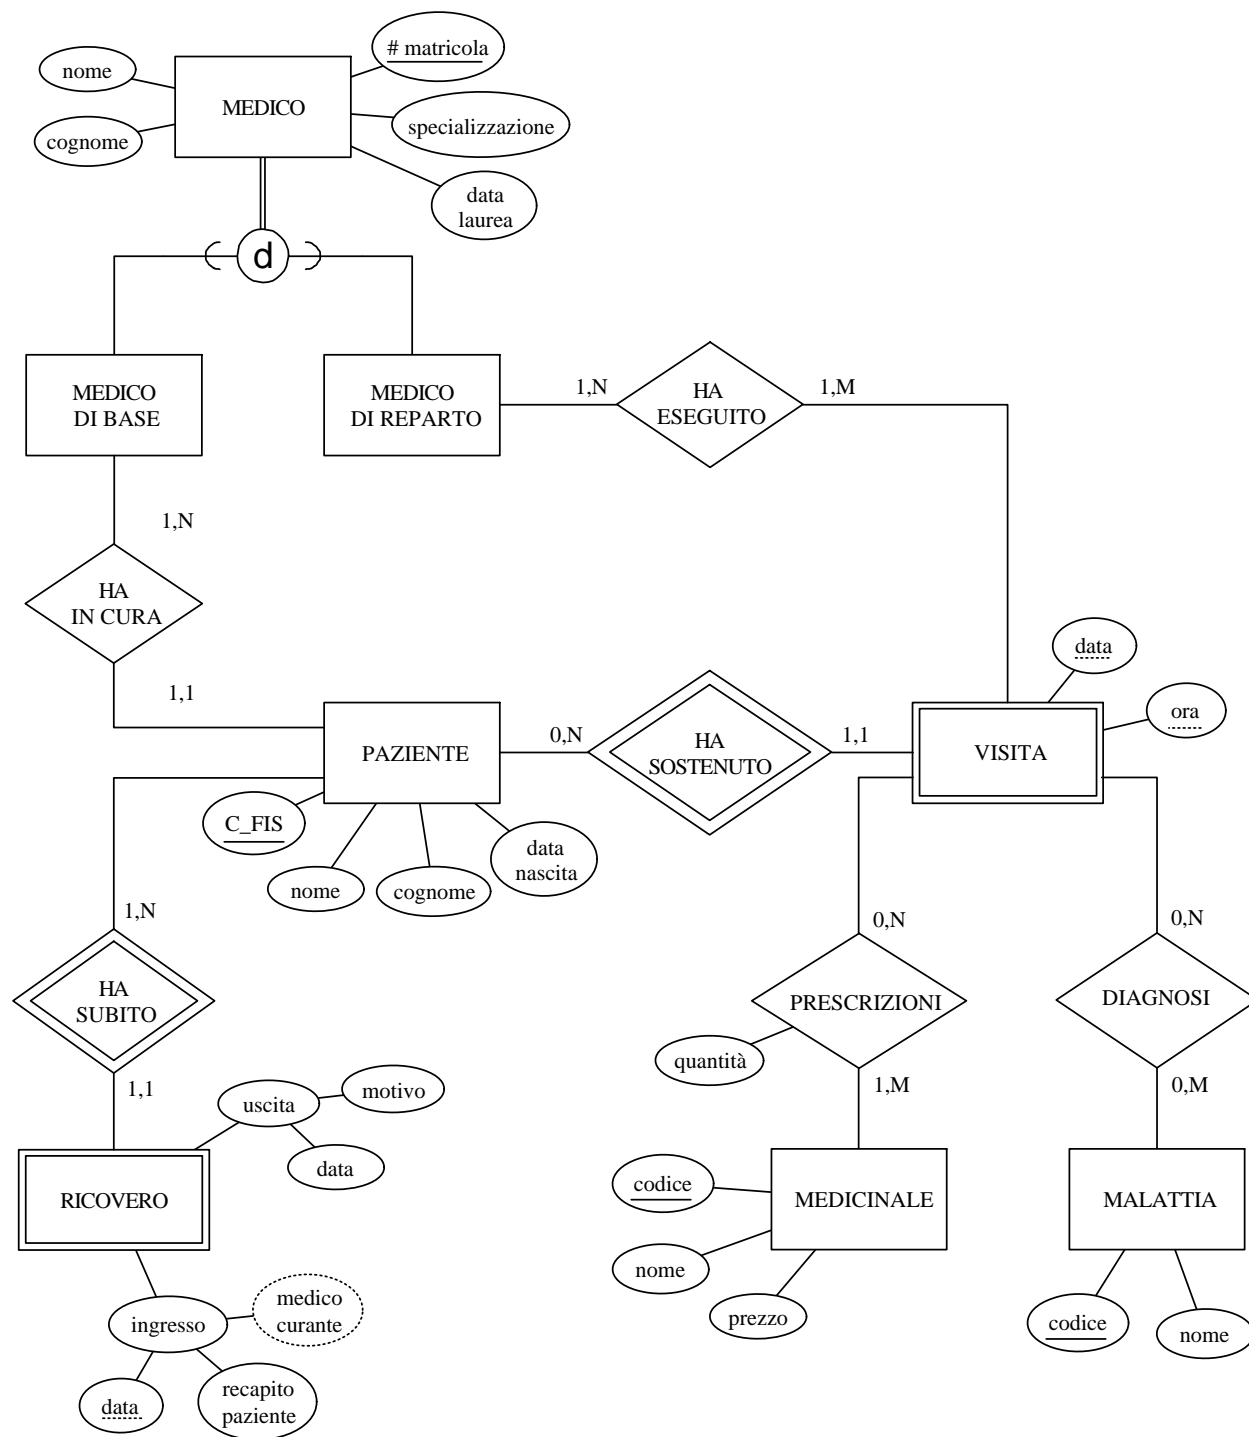 # matricola
nome
MEDICO
specializzazione
cognome
data
laurea
d
MEDICO
DI BASE
MEDICO
DI REPARTO
1,N
HA
ESEGUITO
1,M
1,N
HA
IN CURA
1,1
data
ora
PAZIENTE
0,N
HA
SOSTENUTO
1,1
VISITA
C_FIS
nome
cognome
data
nascita
1,N
0,N
0,N
HA
SUBITO
PRESCRIZIONI
DIAGNOSI
quantità
1,1
1,M
0,M
uscita
motivo
data
RICOVERO
codice
MEDICINALE
MALATTIA
nome
prezzo
codice
nome
ingresso
medico
curante
data
recapito
paziente